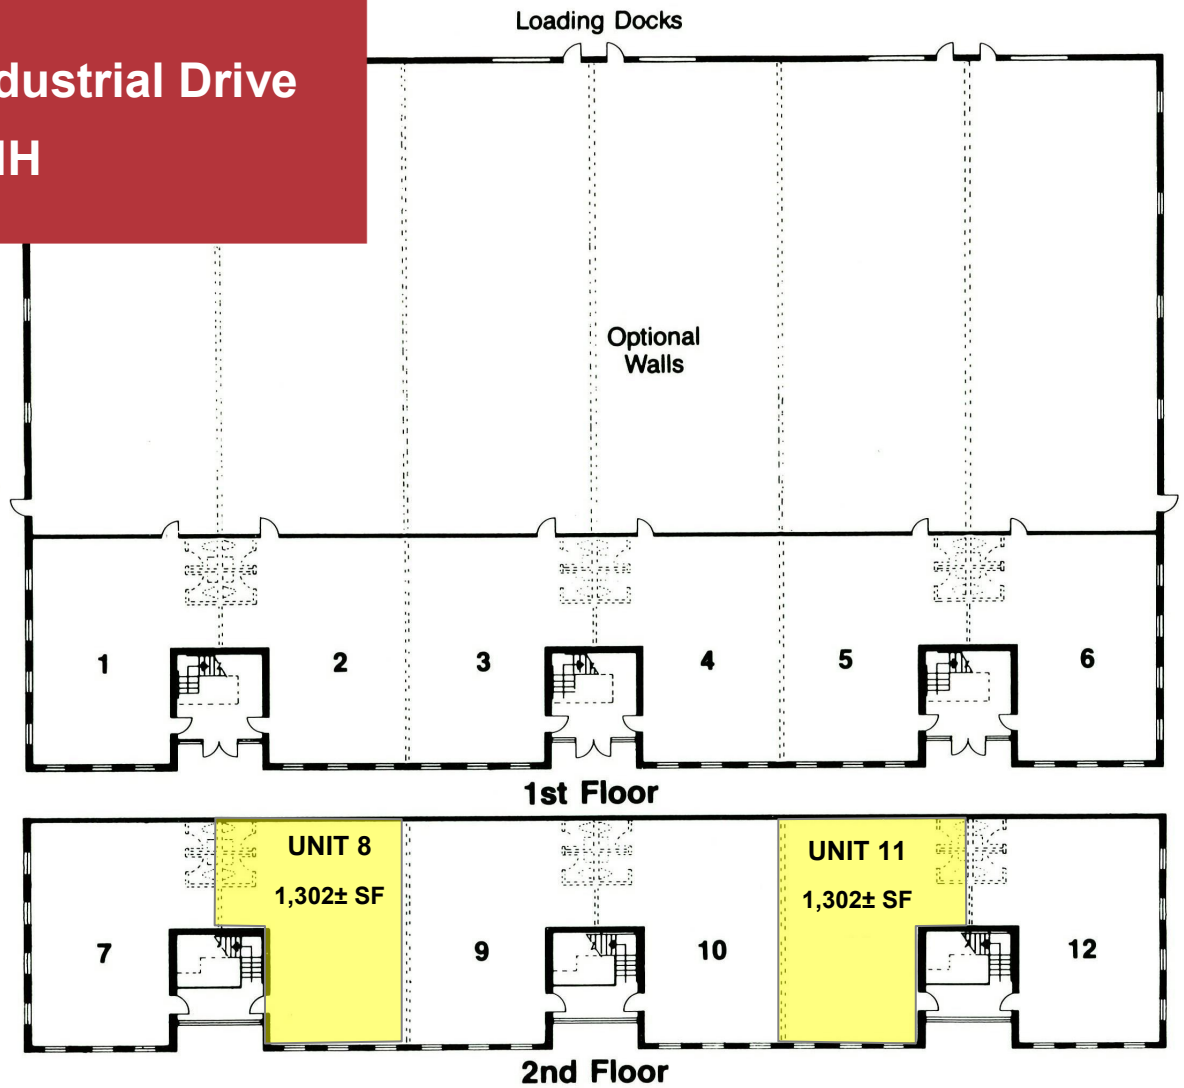 Loading Docks
dustrial Drive
IH
Optional
Walls
1
2
3
4
5
6
1st Floor
UNIT 8
1,302± SF
UNIT 11
1,302± SF
7
9
10
12
2nd Floor